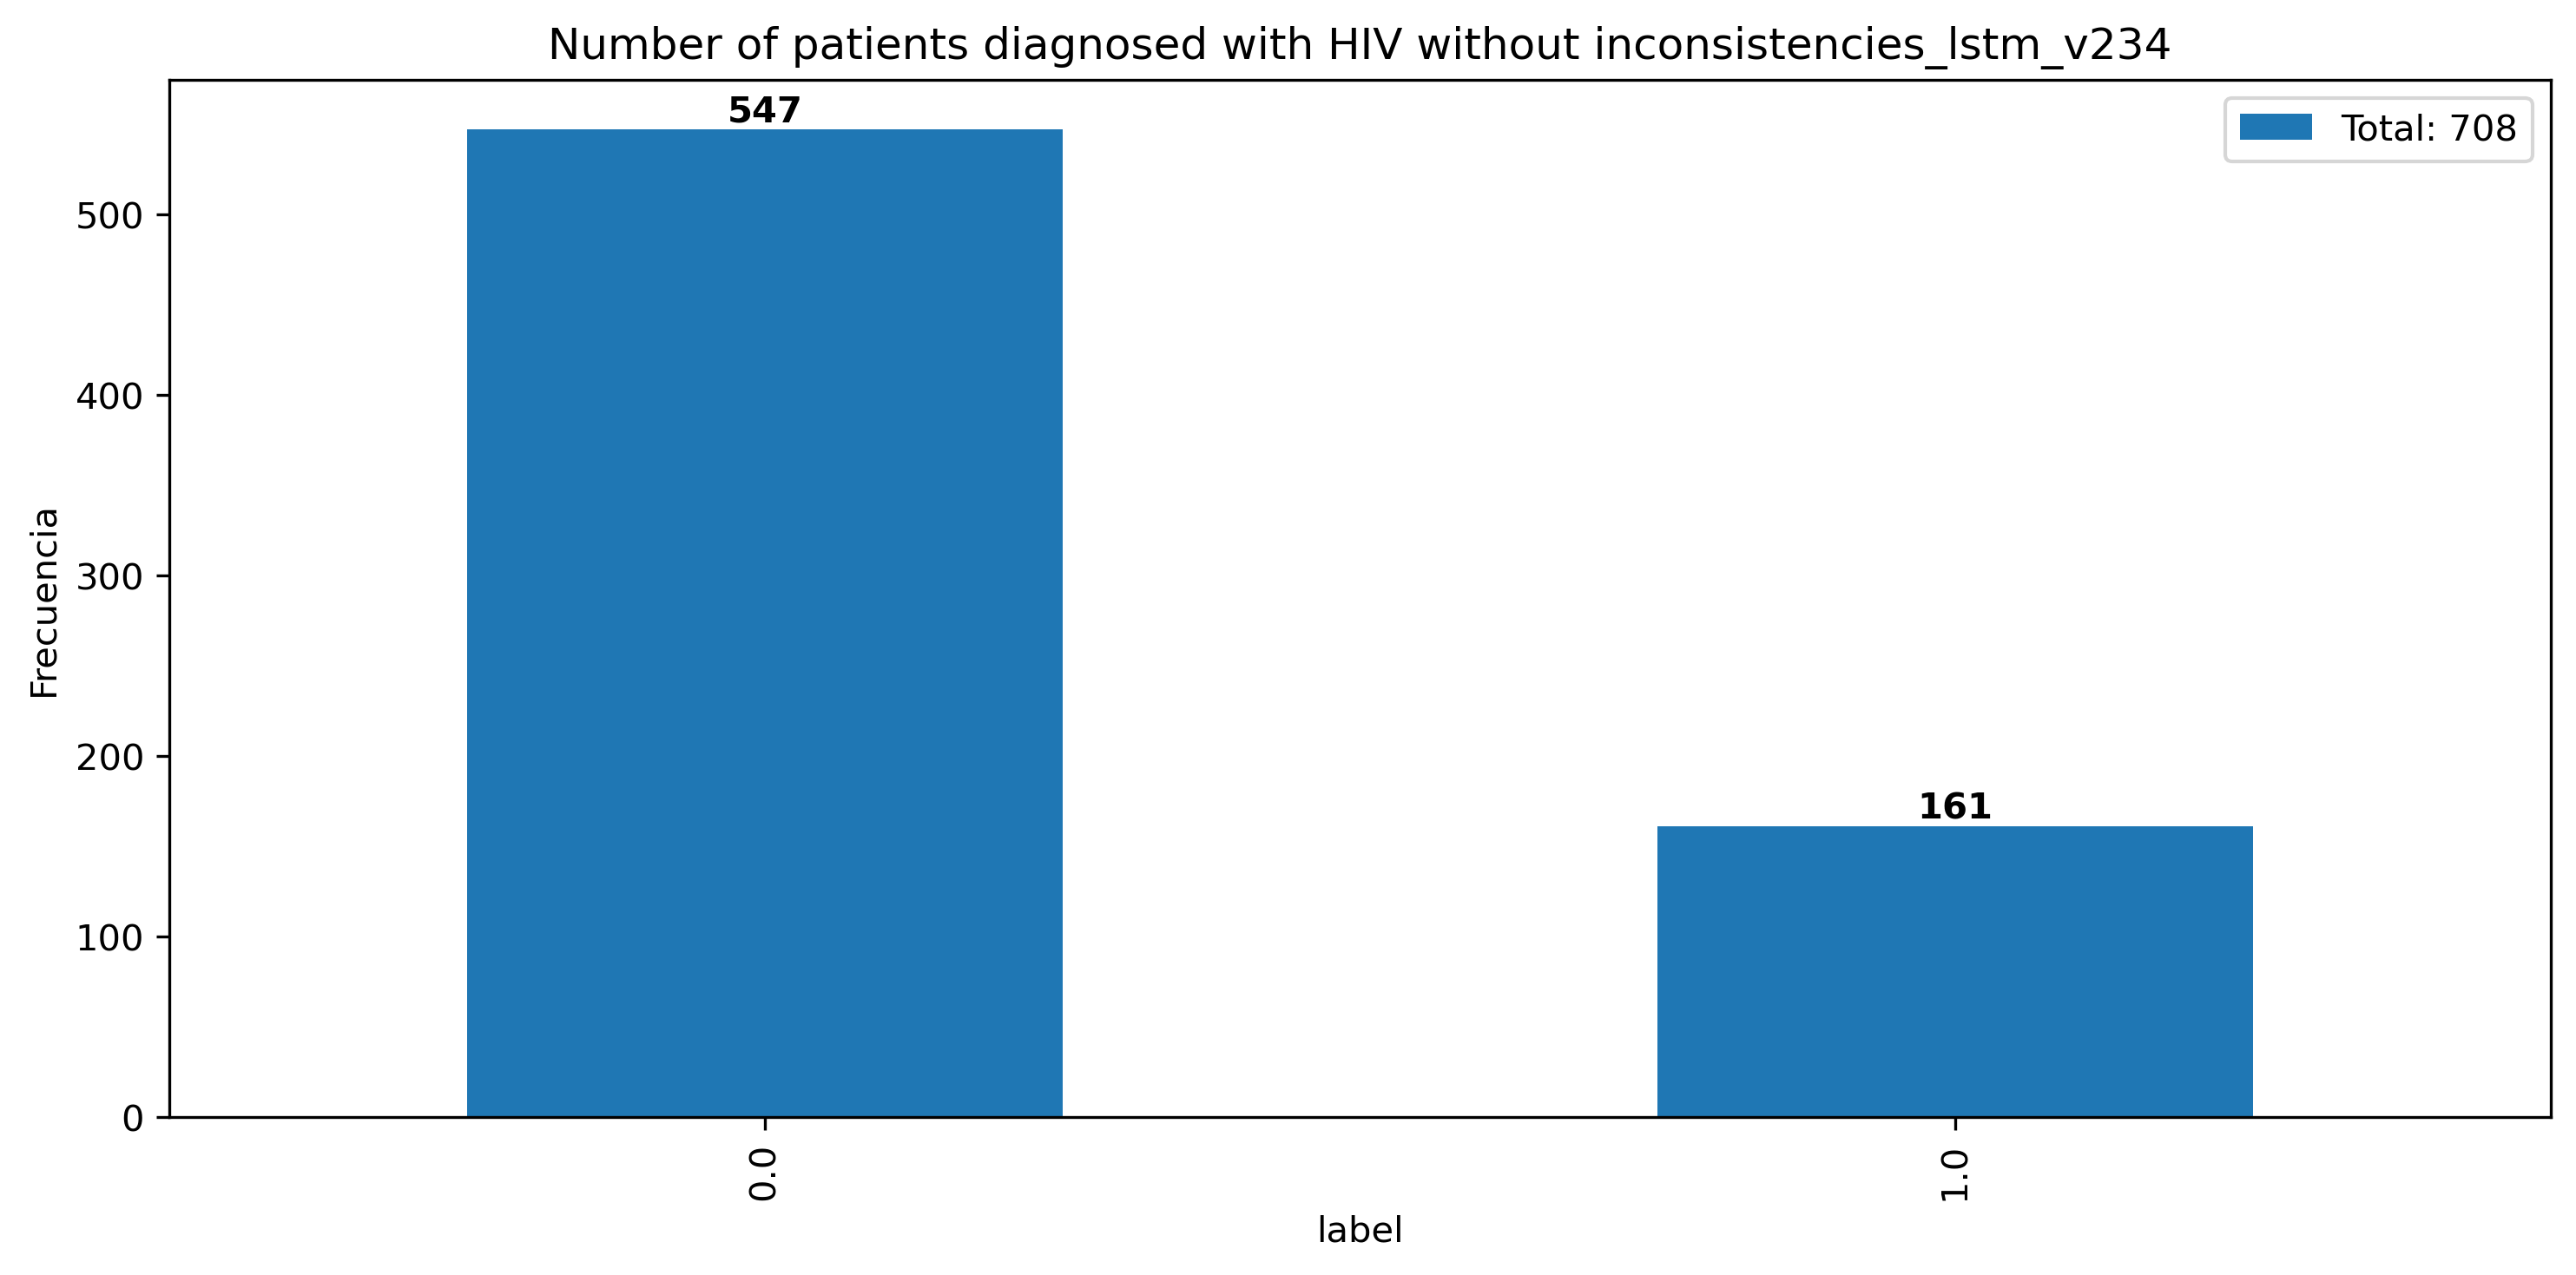 Number of patients diagnosed with HIV without inconsistencies_lstm_v234
547
Total: 708
500
400
300
200
161
100
0
Frecuencia
0.0
1.0
label